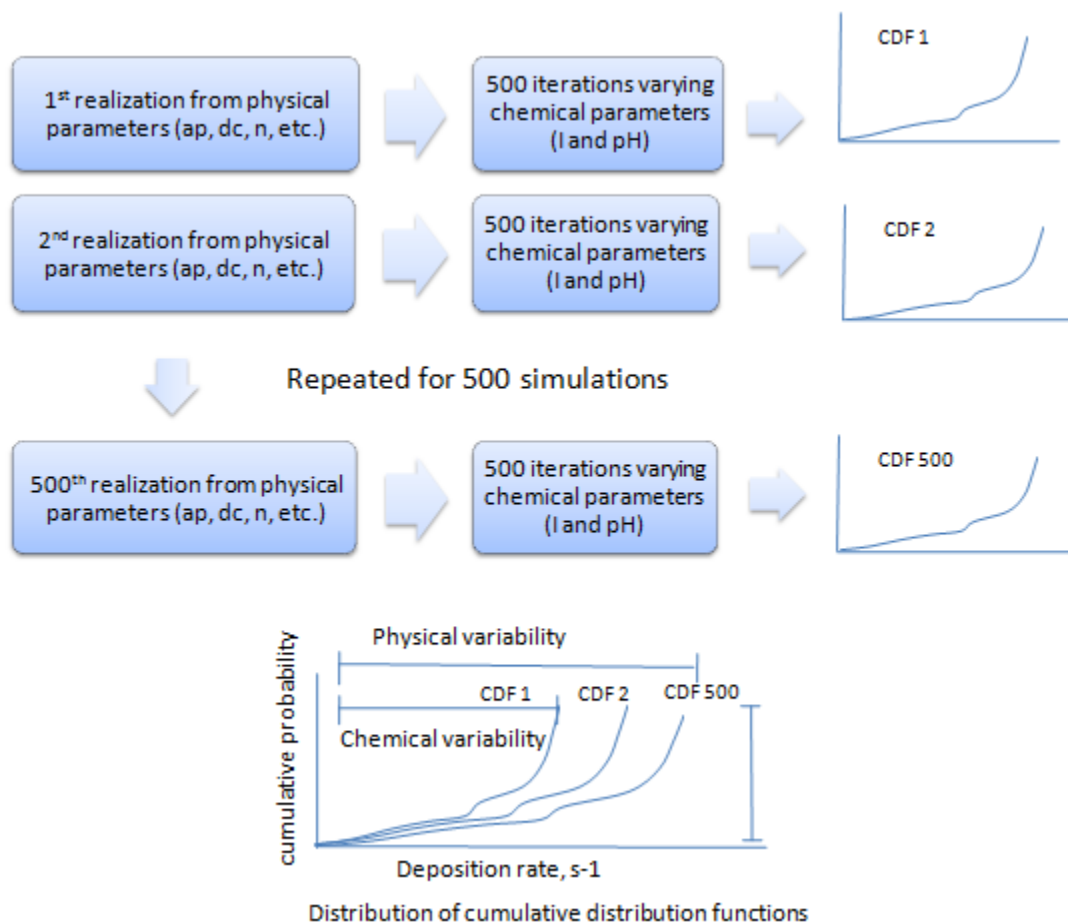 1st realization from physical
parameters (ap, dc, n, etc.)
500 iterations varying
chemical parameters
(I and pH)
CDF 1
2nd realization from physical
parameters (ap, dc, n, etc.)
500 iterations varying
chemical parameters
(I and pH)
CDF 2
Repeated for 500 simulations
500th realization from physical
parameters (ap, dc, n, etc.)
500 iterations varying
chemical parameters
(I and pH)
CDF 500
cumulative probability
Physical variability
CDF 1
CDF 2
CDF 500
Chemical variability
Deposition rate, s-1
Distribution of cumulative distribution functions